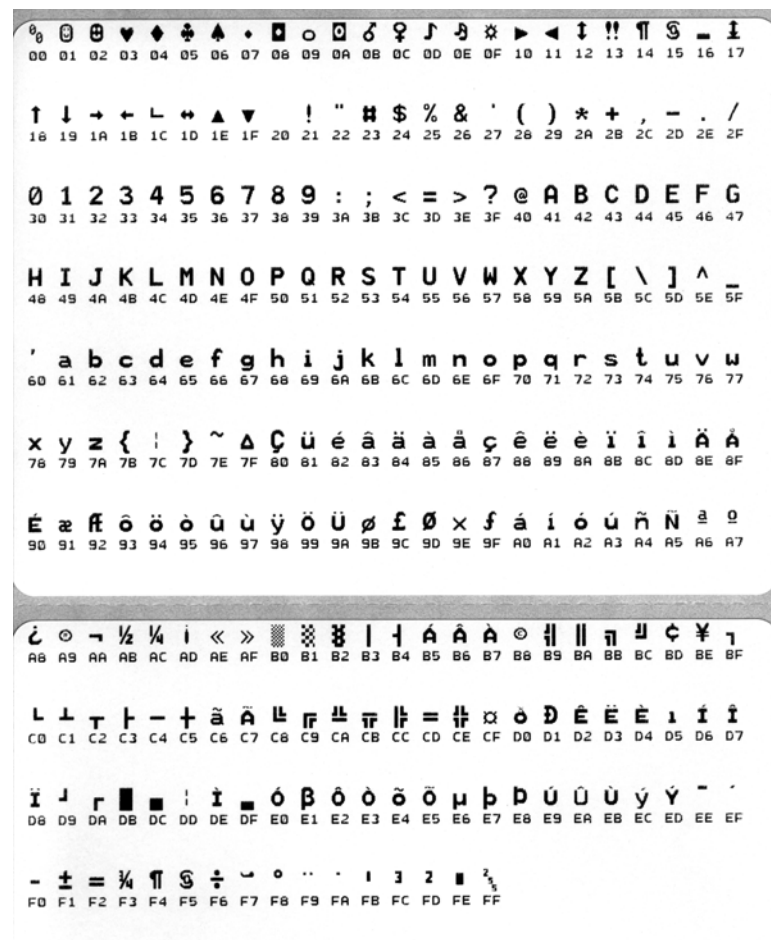 ⁰₀ ☺ ☻ ♥ ♦ ♣ ♠ • ◘ ○ ◙ ♂ ♀ ♪ ♫ ☼ ► ◄ ↕ ‼ ¶ § ▬ ↨
00 01 02 03 04 05 06 07 08 09 0A 0B 0C 0D 0E 0F 10 11 12 13 14 15 16 17
↑ ↓ → ← ∟ ↔ ▲ ▼ ! " # $ % & ' ( ) * + , - . /
18 19 1A 1B 1C 1D 1E 1F 20 21 22 23 24 25 26 27 28 29 2A 2B 2C 2D 2E 2F
0 1 2 3 4 5 6 7 8 9 : ; < = > ? @ A B C D E F G
30 31 32 33 34 35 36 37 38 39 3A 3B 3C 3D 3E 3F 40 41 42 43 44 45 46 47
H I J K L M N O P Q R S T U V W X Y Z [ \ ] ^ _
48 49 4A 4B 4C 4D 4E 4F 50 51 52 53 54 55 56 57 58 59 5A 5B 5C 5D 5E 5F
' a b c d e f g h i j k l m n o p q r s t u v w
60 61 62 63 64 65 66 67 68 69 6A 6B 6C 6D 6E 6F 70 71 72 73 74 75 76 77
x y z { ¦ } ~ ∆ Ç ü é â ä à å ç ê ë è ï î ì Ä Å
78 79 7A 7B 7C 7D 7E 7F 80 81 82 83 84 85 86 87 88 89 8A 8B 8C 8D 8E 8F
É æ Æ ô ö ò û ù ÿ Ö Ü ø £ Ø × ƒ á í ó ú ñ Ñ ª º
90 91 92 93 94 95 96 97 98 99 9A 9B 9C 9D 9E 9F A0 A1 A2 A3 A4 A5 A6 A7
¿ ® ¬ ½ ¼ ¡ « » ░ ▒ ▓ │ ┤ Á Â À © ╣ ║ ╗ ╝ ¢ ¥ ┐
A8 A9 AA AB AC AD AE AF B0 B1 B2 B3 B4 B5 B6 B7 B8 B9 BA BB BC BD BE BF
└ ┴ ┬ ├ ─ ┼ ã Ã ╚ ╔ ╩ ╦ ╠ ═ ╬ ¤ ð Ð Ê Ë È ı Í Î
C0 C1 C2 C3 C4 C5 C6 C7 C8 C9 CA CB CC CD CE CF D0 D1 D2 D3 D4 D5 D6 D7
Ï ┘ ┌ █ ▄ ¦ Ì ▄ Ó β Ô Ò õ Õ µ þ Þ Ú Û Ù ý Ý ¯ ´
D8 D9 DA DB DC DD DE DF E0 E1 E2 E3 E4 E5 E6 E7 E8 E9 EA EB EC ED EE EF
- ± = ¾ ¶ § ÷ ¸ ° ¨ · ı 3 2 ■ ²₅₅
F0 F1 F2 F3 F4 F5 F6 F7 F8 F9 FA FB FC FD FE FF